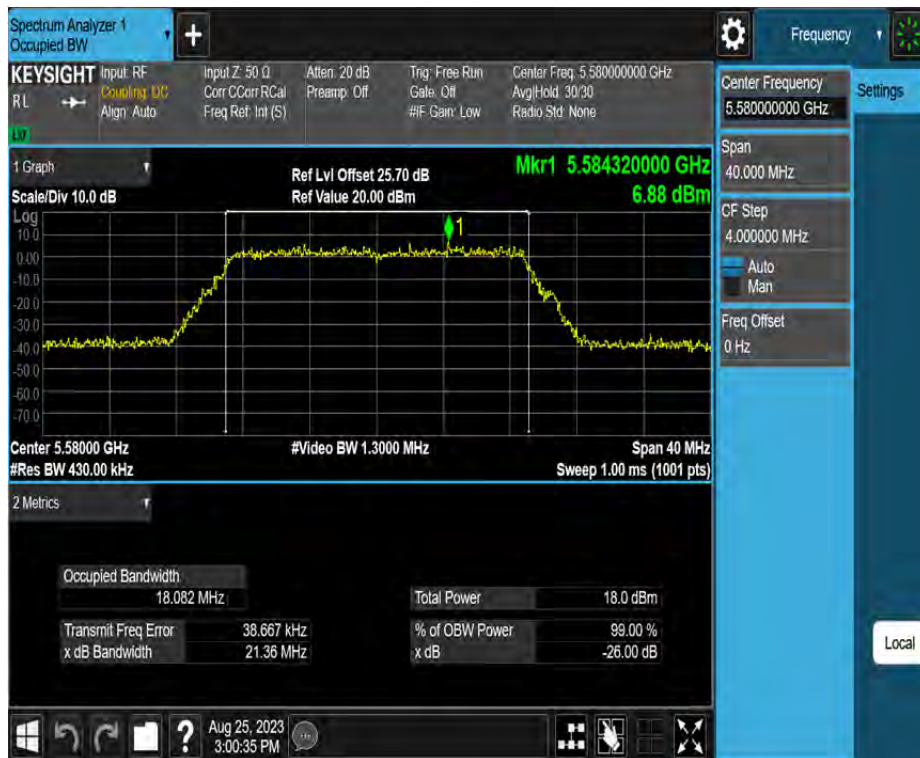 Spectrum Analyzer 1
Occupied BW
Frequency
KEYSIGHT
RL
Input: RF
Coupling: DC
Align: Auto
Input Z: 50 Ω
Corr CCorr RCal
Freq Ref: Int (S)
Atten: 20 dB
Preamp: Off
Trig: Free Run
Gate: Off
#IF Gain: Low
Center Freq: 5.580000000 GHz
Avg|Hold: 30/30
Radio Std: None
Center Frequency
5.580000000 GHz
Settings
Span
40.000 MHz
CF Step
4.000000 MHz
Auto
Man
Freq Offset
0 Hz
1 Graph
Scale/Div 10.0 dB
Ref Lvl Offset 25.70 dB
Ref Value 20.00 dBm
Mkr1 5.584320000 GHz
6.88 dBm
Log
10.0
0.00
-10.0
-20.0
-30.0
-40.0
-50.0
-60.0
-70.0
1
Center 5.58000 GHz
#Res BW 430.00 kHz
#Video BW 1.3000 MHz
Span 40 MHz
Sweep 1.00 ms (1001 pts)
2 Metrics
Occupied Bandwidth
18.082 MHz
Total Power 18.0 dBm
Transmit Freq Error 38.667 kHz
% of OBW Power 99.00 %
x dB Bandwidth 21.36 MHz
x dB -26.00 dB
Local
?
Aug 25, 2023
3:00:35 PM